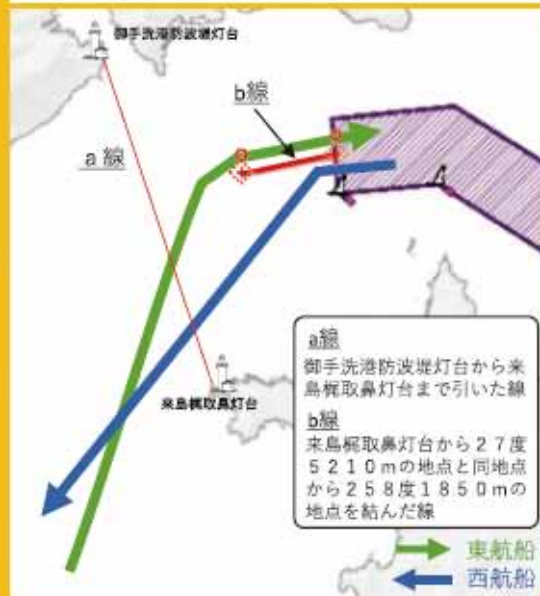 御手洗港防波堤灯台
b線
a線
来島梶取鼻灯台
a線
御手洗港防波堤灯台から来
島梶取鼻灯台まで引いた線
b線
来島梶取鼻灯台から27度
5210mの地点と同地点
から258度1850mの
地点を結んだ線
東航船
西航船